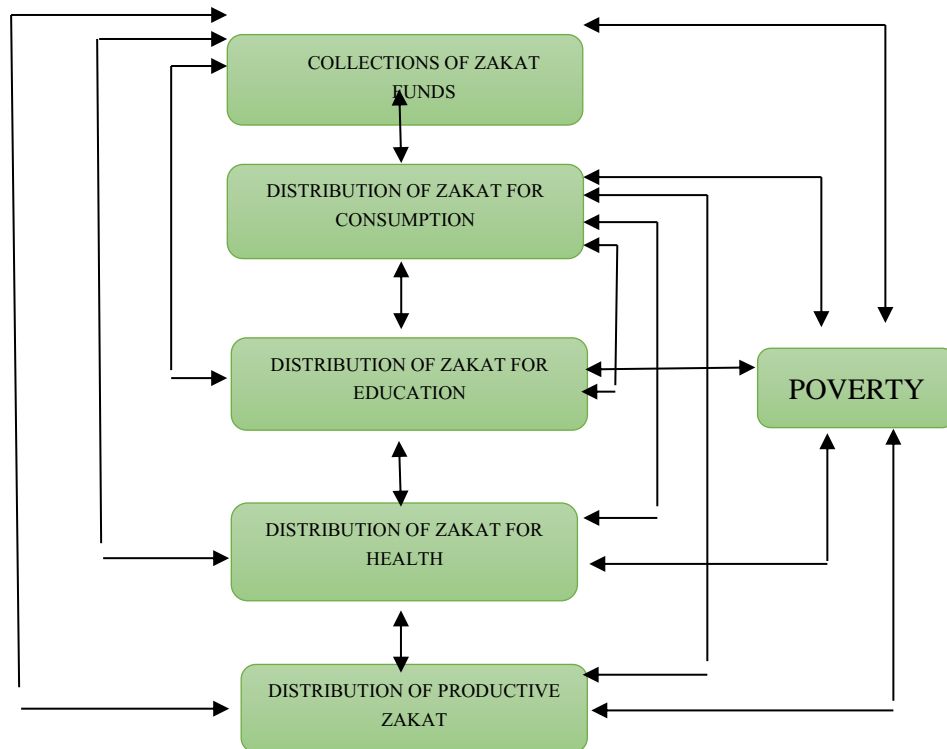 COLLECTIONS OF ZAKAT
FUNDS
DISTRIBUTION OF ZAKAT FOR
CONSUMPTION
DISTRIBUTION OF ZAKAT FOR
EDUCATION
POVERTY
DISTRIBUTION OF ZAKAT FOR
HEALTH
DISTRIBUTION OF PRODUCTIVE
ZAKAT